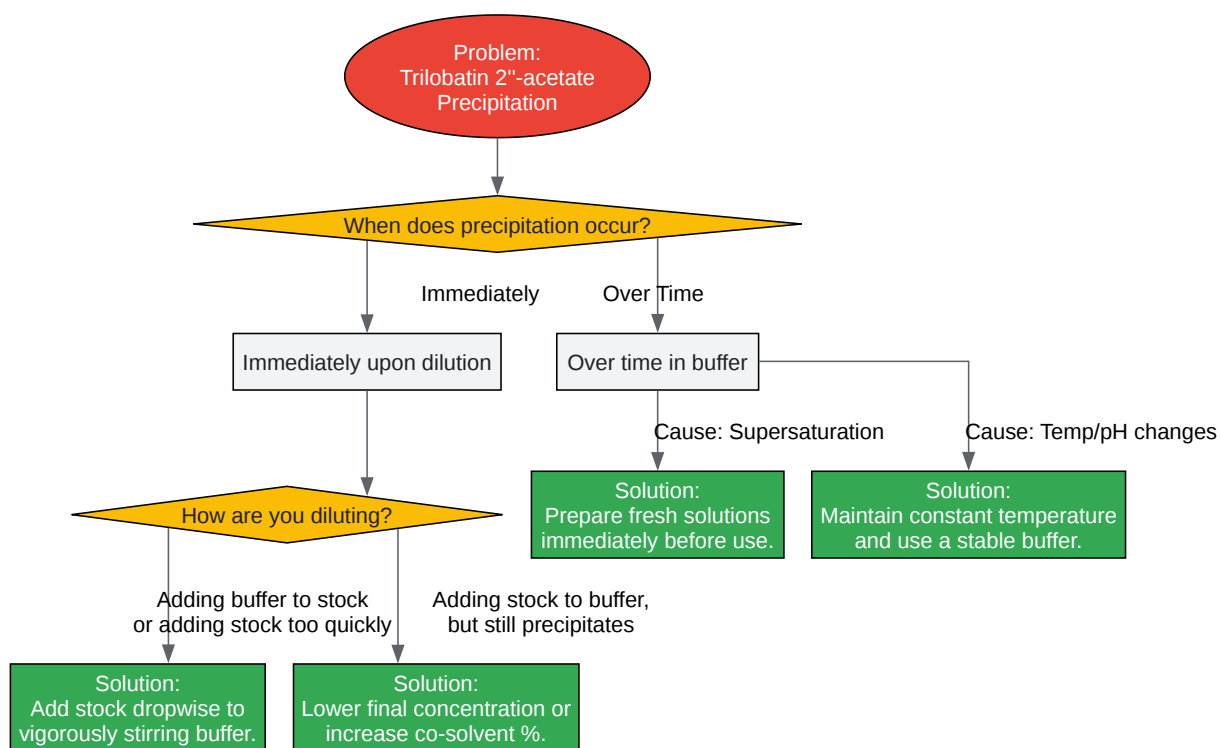 Problem:
Trilobatin 2''-acetate
Precipitation
When does precipitation occur?
Immediately
Over Time
Immediately upon dilution
Over time in buffer
Cause: Supersaturation
Cause: Temp/pH changes
Solution:
Prepare fresh solutions
immediately before use.
Solution:
Maintain constant temperature
and use a stable buffer.
How are you diluting?
Adding buffer to stock
or adding stock too quickly
Adding stock to buffer,
but still precipitates
Solution:
Add stock dropwise to
vigorously stirring buffer.
Solution:
Lower final concentration or
increase co-solvent %.